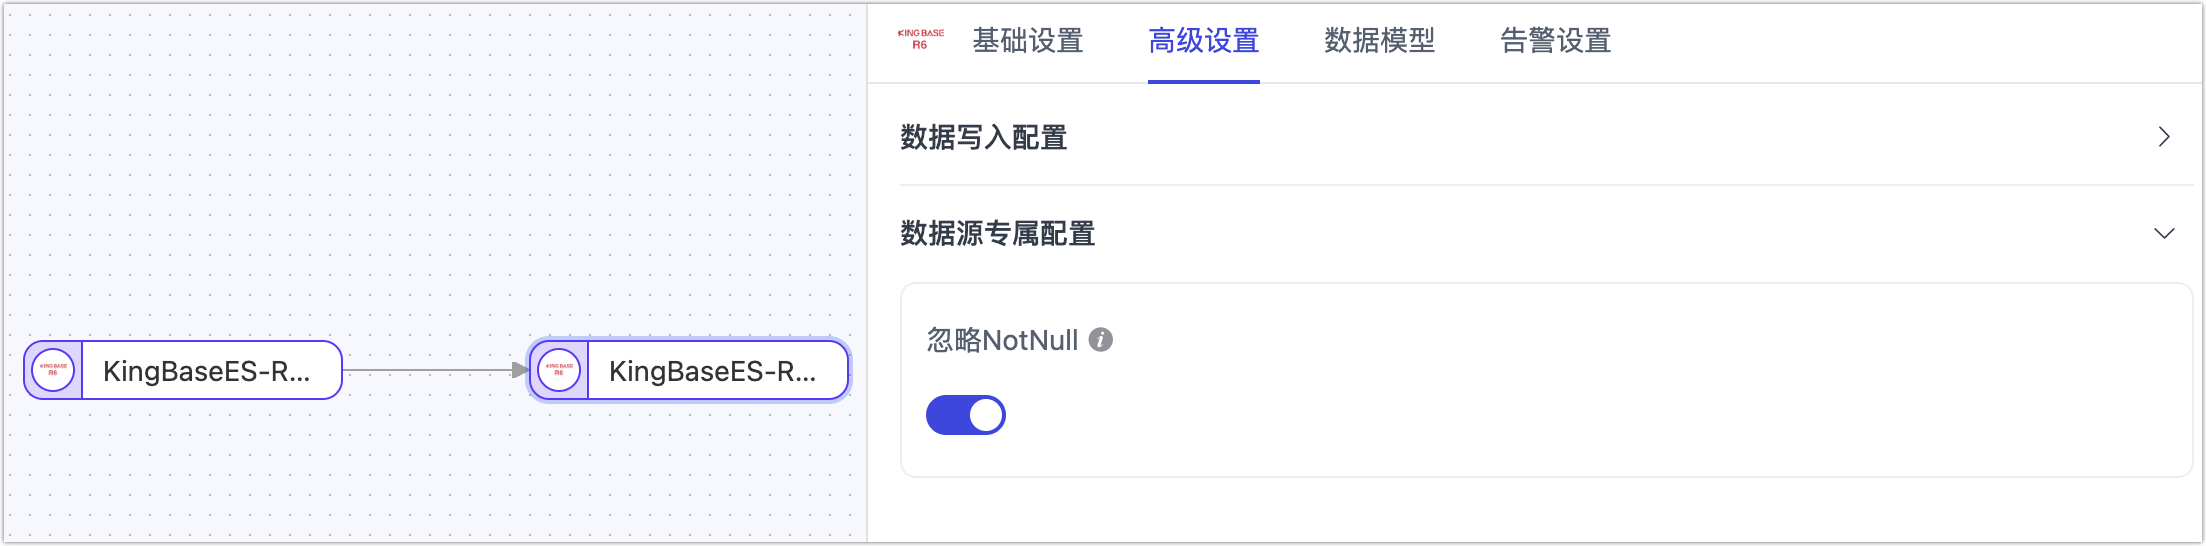 KINGBASE
R6
基础设置
高级设置
数据模型
告警设置
数据写入配置
数据源专属配置
忽略NotNull
KINGBASE
R6
KingBaseES-R...
KINGBASE
R6
KingBaseES-R...